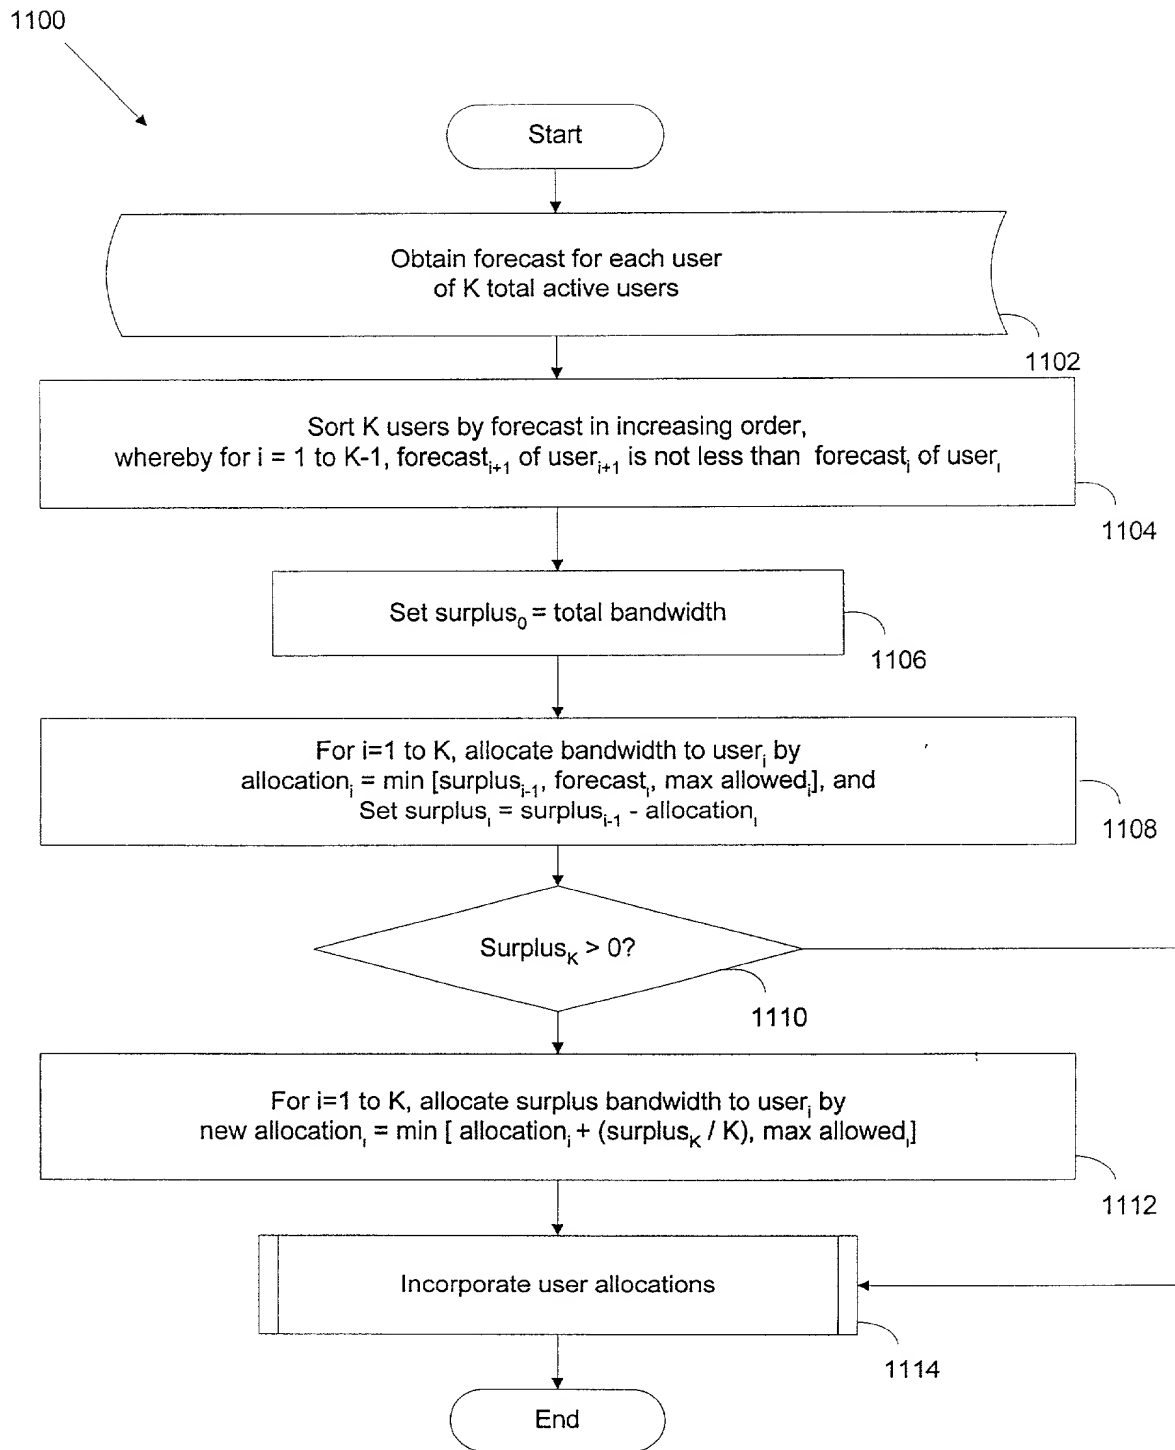 1100
Start
Obtain forecast for each user
of K total active users
1102
Sort K users by forecast in increasing order,
whereby for i = 1 to K-1, forecast_{i+1} of user_{i+1} is not less than forecast_i of user_i
1104
Set surplus_0 = total bandwidth
1106
For i=1 to K, allocate bandwidth to user_i by
allocation_i = min [surplus_{i-1}, forecast_i, max allowed_i], and
Set surplus_i = surplus_{i-1} - allocation_i
1108
Surplus_K > 0?
1110
For i=1 to K, allocate surplus bandwidth to user_i by
new allocation_i = min [ allocation_i + (surplus_K / K), max allowed_i]
1112
Incorporate user allocations
1114
End